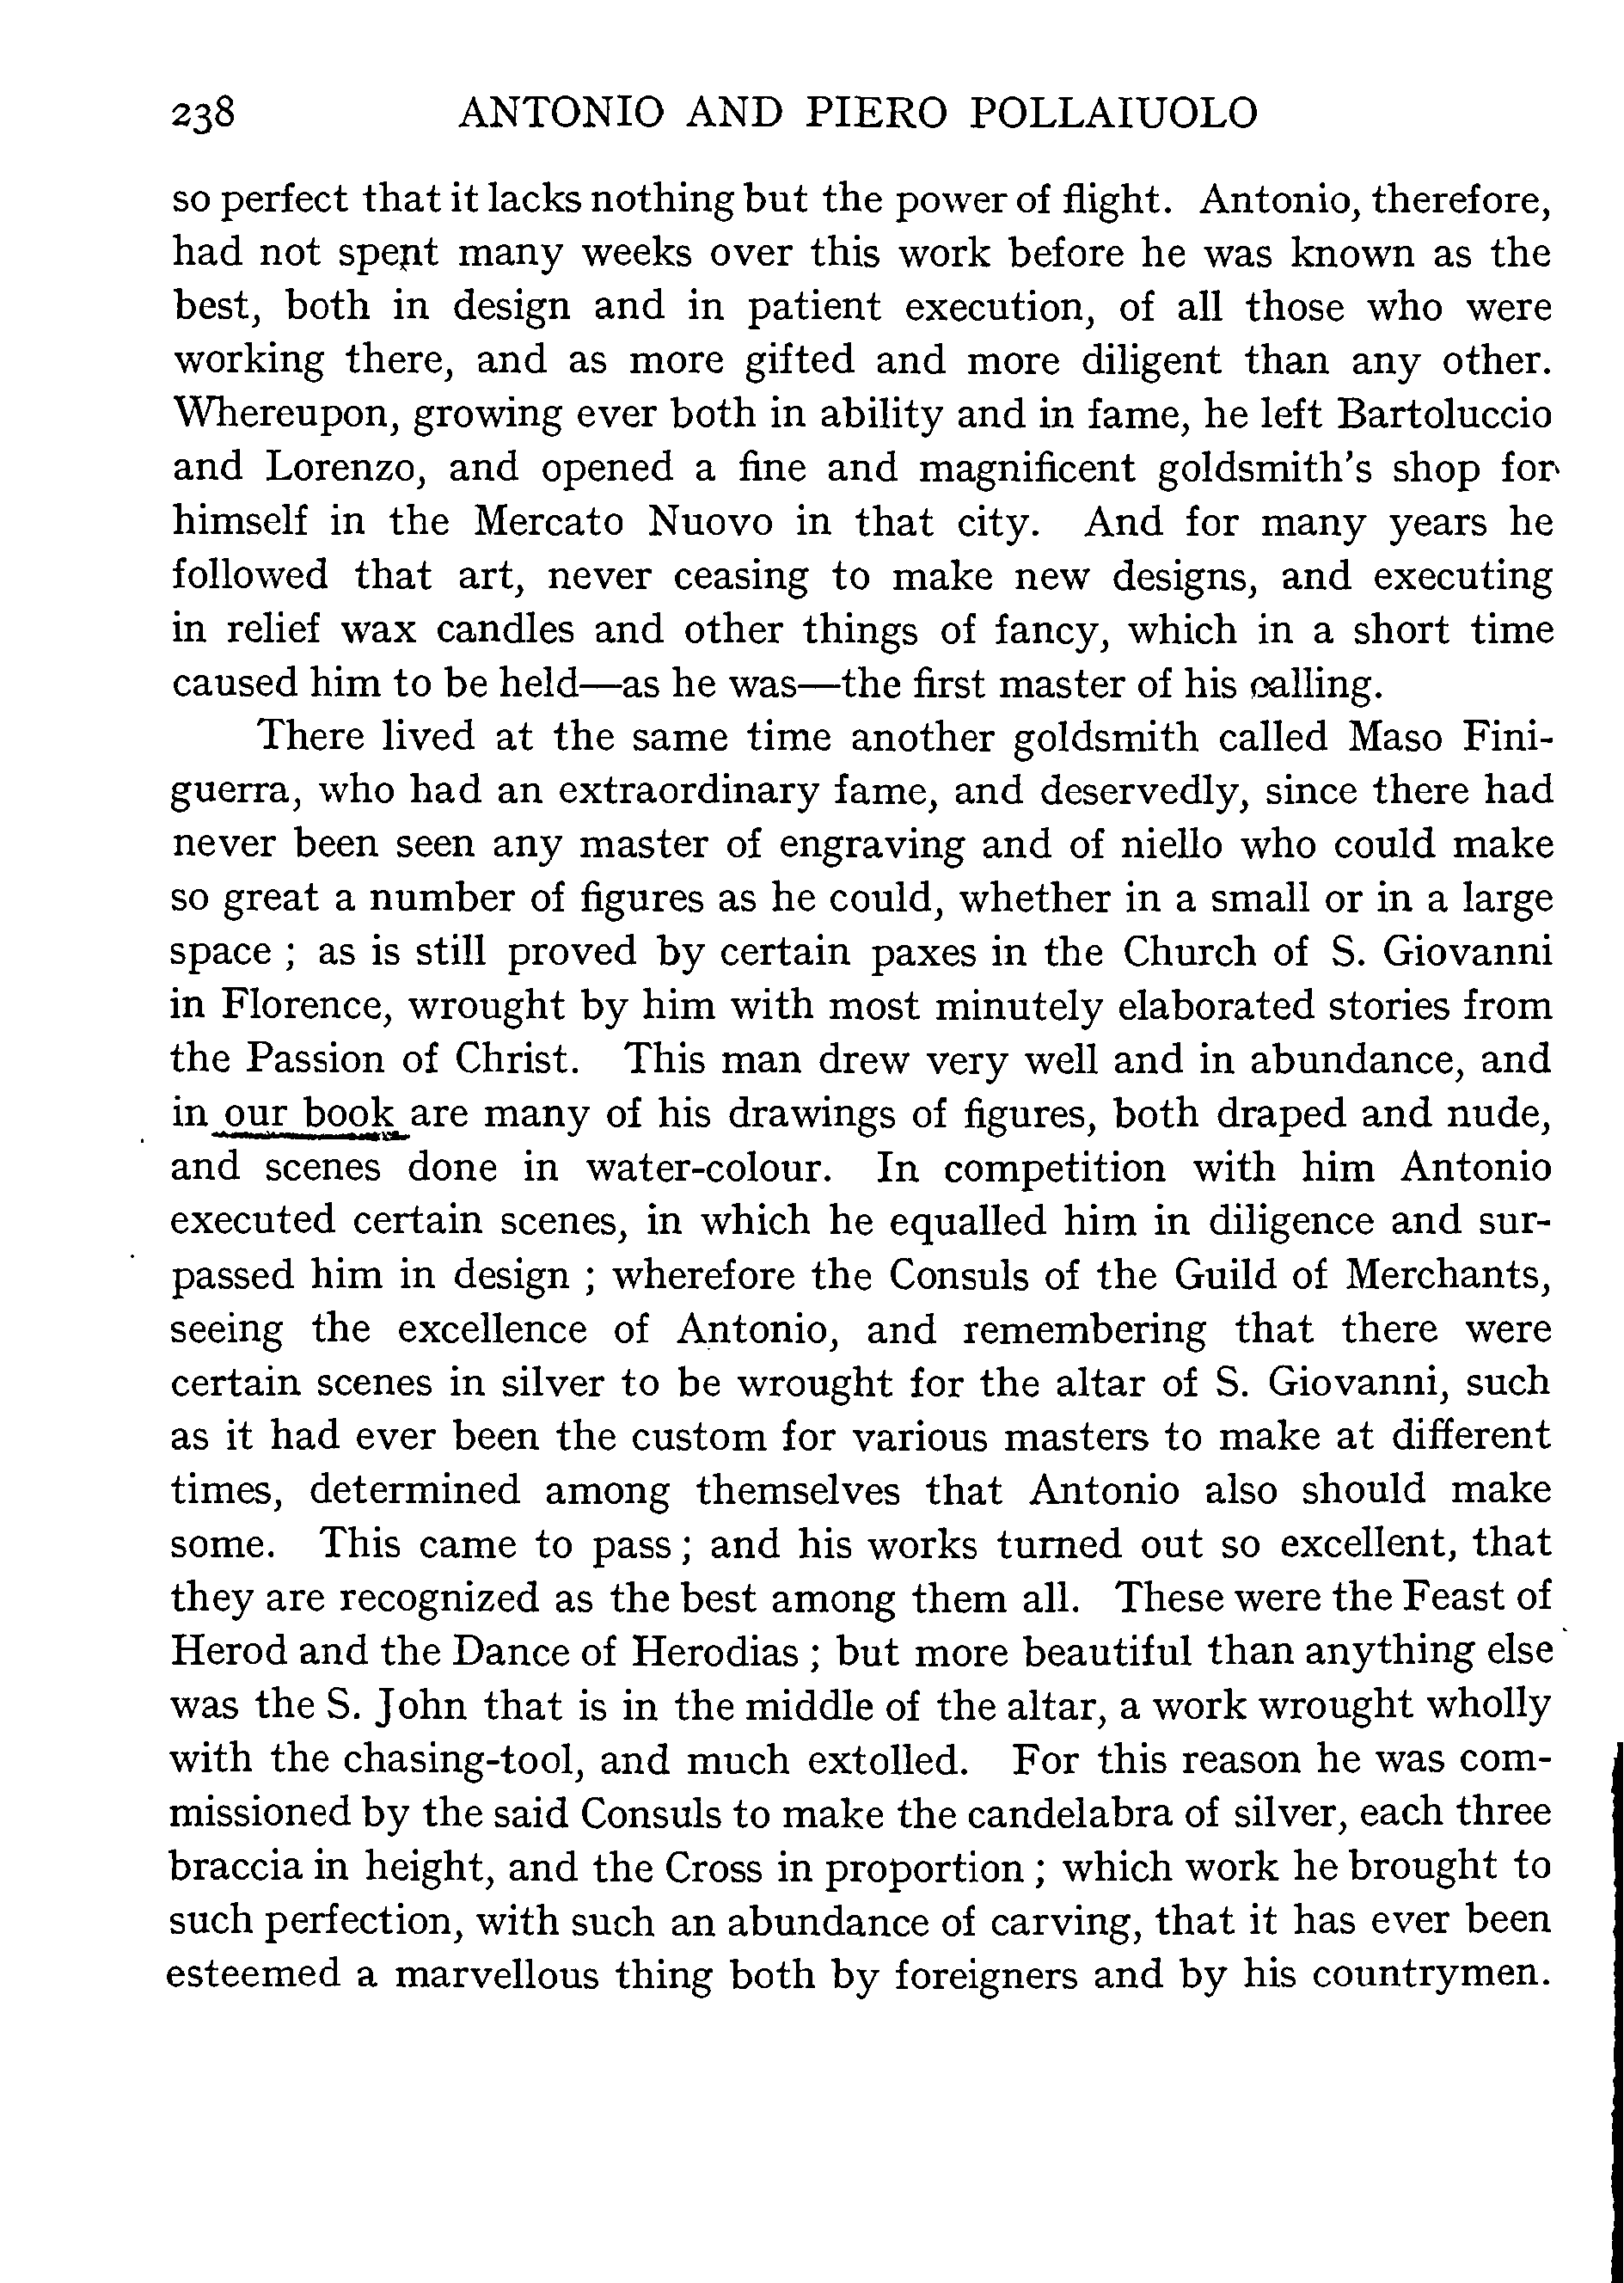 238 ANTONIO AND PIERO POLLAIUOLO
so perfect that it lacks nothing but the power of flight. Antonio, therefore,
had not spent many weeks over this work before he was known as the
best, both in design and in patient execution, of all those who were
working there, and as more gifted and more diligent than any other.
Whereupon, growing ever both in ability and in fame, he left Bartoluccio
and Lorenzo, and opened a fine and magnificent goldsmith's shop for
himself in the Mercato Nuovo in that city. And for many years he
followed that art, never ceasing to make new designs, and executing
in relief wax candles and other things of fancy, which in a short time
caused him to be held—as he was—the first master of his calling.
There lived at the same time another goldsmith called Maso Fini-
guerra, who had an extraordinary fame, and deservedly, since there had
never been seen any master of engraving and of niello who could make
so great a number of figures as he could, whether in a small or in a large
space ; as is still proved by certain paxes in the Church of S. Giovanni
in Florence, wrought by him with most minutely elaborated stories from
the Passion of Christ. This man drew very well and in abundance, and
in our book are many of his drawings of figures, both draped and nude,
and scenes done in water-colour. In competition with him Antonio
executed certain scenes, in which he equalled him in diligence and sur-
passed him in design ; wherefore the Consuls of the Guild of Merchants,
seeing the excellence of Antonio, and remembering that there were
certain scenes in silver to be wrought for the altar of S. Giovanni, such
as it had ever been the custom for various masters to make at different
times, determined among themselves that Antonio also should make
some. This came to pass ; and his works turned out so excellent, that
they are recognized as the best among them all. These were the Feast of
Herod and the Dance of Herodias ; but more beautiful than anything else
was the S. John that is in the middle of the altar, a work wrought wholly
with the chasing-tool, and much extolled. For this reason he was com-
missioned by the said Consuls to make the candelabra of silver, each three
braccia in height, and the Cross in proportion ; which work he brought to
such perfection, with such an abundance of carving, that it has ever been
esteemed a marvellous thing both by foreigners and by his countrymen.